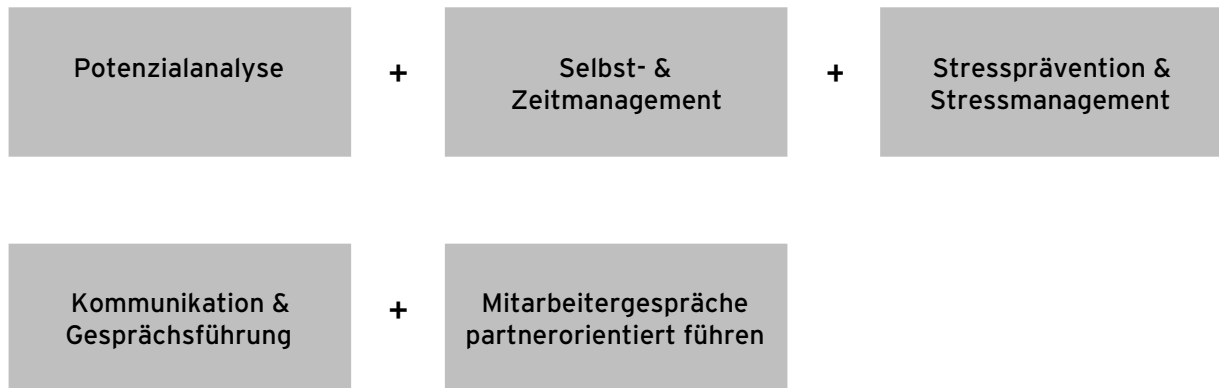 Potenzialanalyse
+
Selbst- &
Zeitmanagement
+
Stressprävention &
Stressmanagement
Kommunikation &
Gesprächsführung
+
Mitarbeitergespräche
partnerorientiert führen